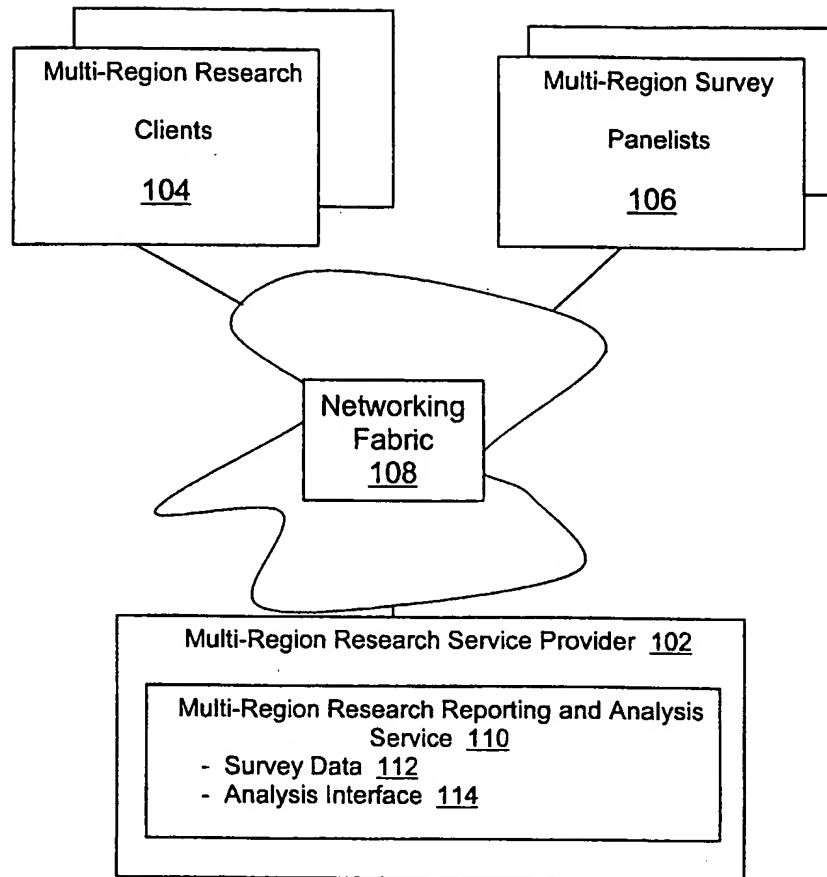 Multi-Region Research
Clients
104
Multi-Region Survey
Panelists
106
Networking
Fabric
108
Multi-Region Research Service Provider 102
Multi-Region Research Reporting and Analysis
Service 110
- Survey Data 112
- Analysis Interface 114